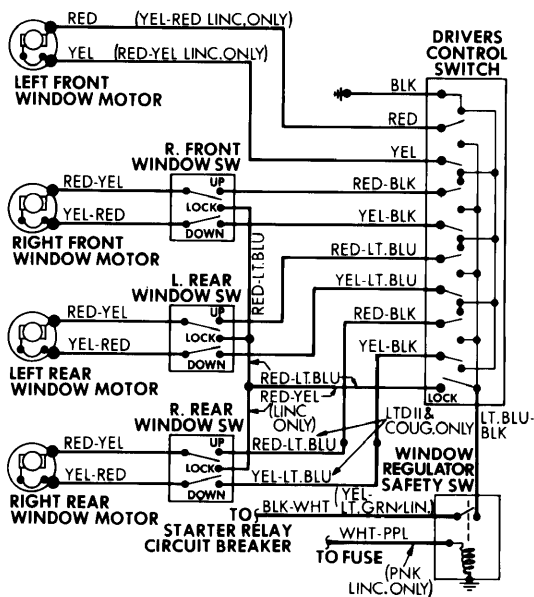 RED (YEL-RED LINC.ONLY)
YEL (RED-YEL LINC.ONLY)
LEFT FRONT
WINDOW MOTOR
DRIVERS
CONTROL
SWITCH
BLK
RED
YEL
RED-BLK
YEL-BLK
RED-LT.BLU
YEL-LT.BLU
RED-BLK
YEL-BLK
LOCK
R. FRONT
WINDOW SW
UP
LOCK
DOWN
RED-YEL
YEL-RED
RIGHT FRONT
WINDOW MOTOR
RED-LT.BLU
L. REAR
WINDOW SW
UP
LOCK
DOWN
RED-YEL
YEL-RED
LEFT REAR
WINDOW MOTOR
RED-LT.BLU
RED-YEL
(LINC
ONLY)
R. REAR
WINDOW SW
UP
LOCK
DOWN
RED-YEL
YEL-RED
RIGHT REAR
WINDOW MOTOR
RED-LT.BLU
YEL-LT.BLU
LTDII&
COUG.ONLY
LT.BLU-
BLK
WINDOW
REGULATOR
SAFETY SW
TO
STARTER RELAY
CIRCUIT BREAKER
BLK-WHT
(YEL-
LT.GRN-LIN.)
WHT-PPL
TO FUSE
(PNK
LINC.ONLY)